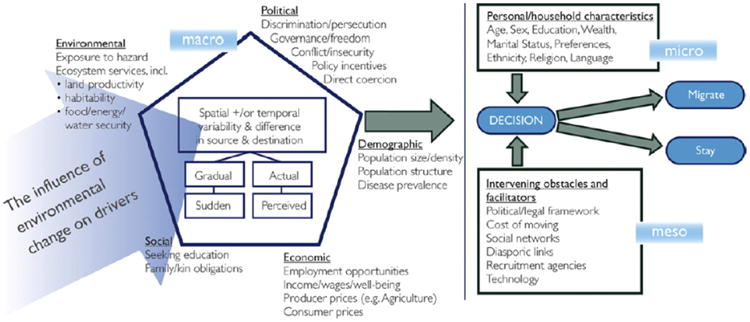 Political
Discrimination/persecution
Governance/freedom
Conflict/insecurity
Policy incentives
Direct coercion
macro
Environmental
Exposure to hazard
Ecosystem services, incl.
• land productivity
• habitability
• food/energy/
water security
Spatial +/or temporal
variability & difference
in source & destination
Gradual
Actual
Sudden
Perceived
The influence of
environmental
change on drivers
Demographic
Population size/density
Population structure
Disease prevalence
Social
Seeking education
Family/kin obligations
Economic
Employment opportunities
Income/wages/well-being
Producer prices (e.g. Agriculture)
Consumer prices
Personal/household characteristics
Age, Sex, Education, Wealth,
Marital Status, Preferences,
Ethnicity, Religion, Language
micro
DECISION
Migrate
Stay
Intervening obstacles and
facilitators
Political/legal framework
Cost of moving
Social networks
Diasporic links
Recruitment agencies
Technology
meso